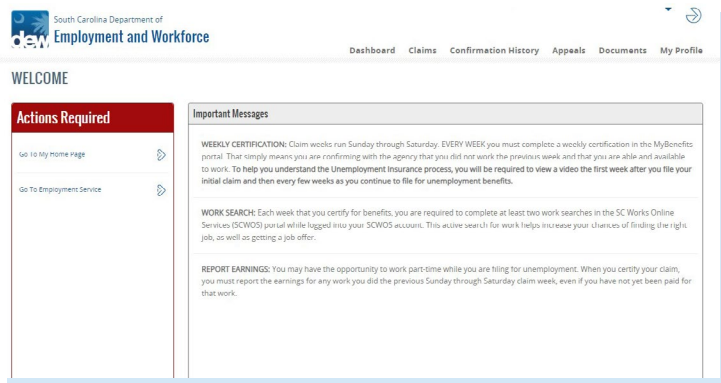 South Carolina Department of
dew Employment and Workforce
Dashboard Claims Confirmation History Appeals Documents My Profile
WELCOME
Actions Required
Go To My Home Page
Go To Employment Service
Important Messages
WEEKLY CERTIFICATION: Claim weeks run Sunday through Saturday. EVERY WEEK you must complete a weekly certification in the MyBenefits
portal. That simply means you are confirming with the agency that you did not work the previous week and that you are able and available
to work. To help you understand the Unemployment Insurance process, you will be required to view a video the first week after you file your
initial claim and then every few weeks as you continue to file for unemployment benefits.
WORK SEARCH: Each week that you certify for benefits, you are required to complete at least two work searches in the SC Works Online
Services (SCWOS) portal while logged into your SCWOS account. This active search for work helps increase your chances of finding the right
job, as well as getting a job offer.
REPORT EARNINGS: You may have the opportunity to work part-time while you are filing for unemployment. When you certify your claim,
you must report the earnings for any work you did the previous Sunday through Saturday claim week, even if you have not yet been paid for
that work.